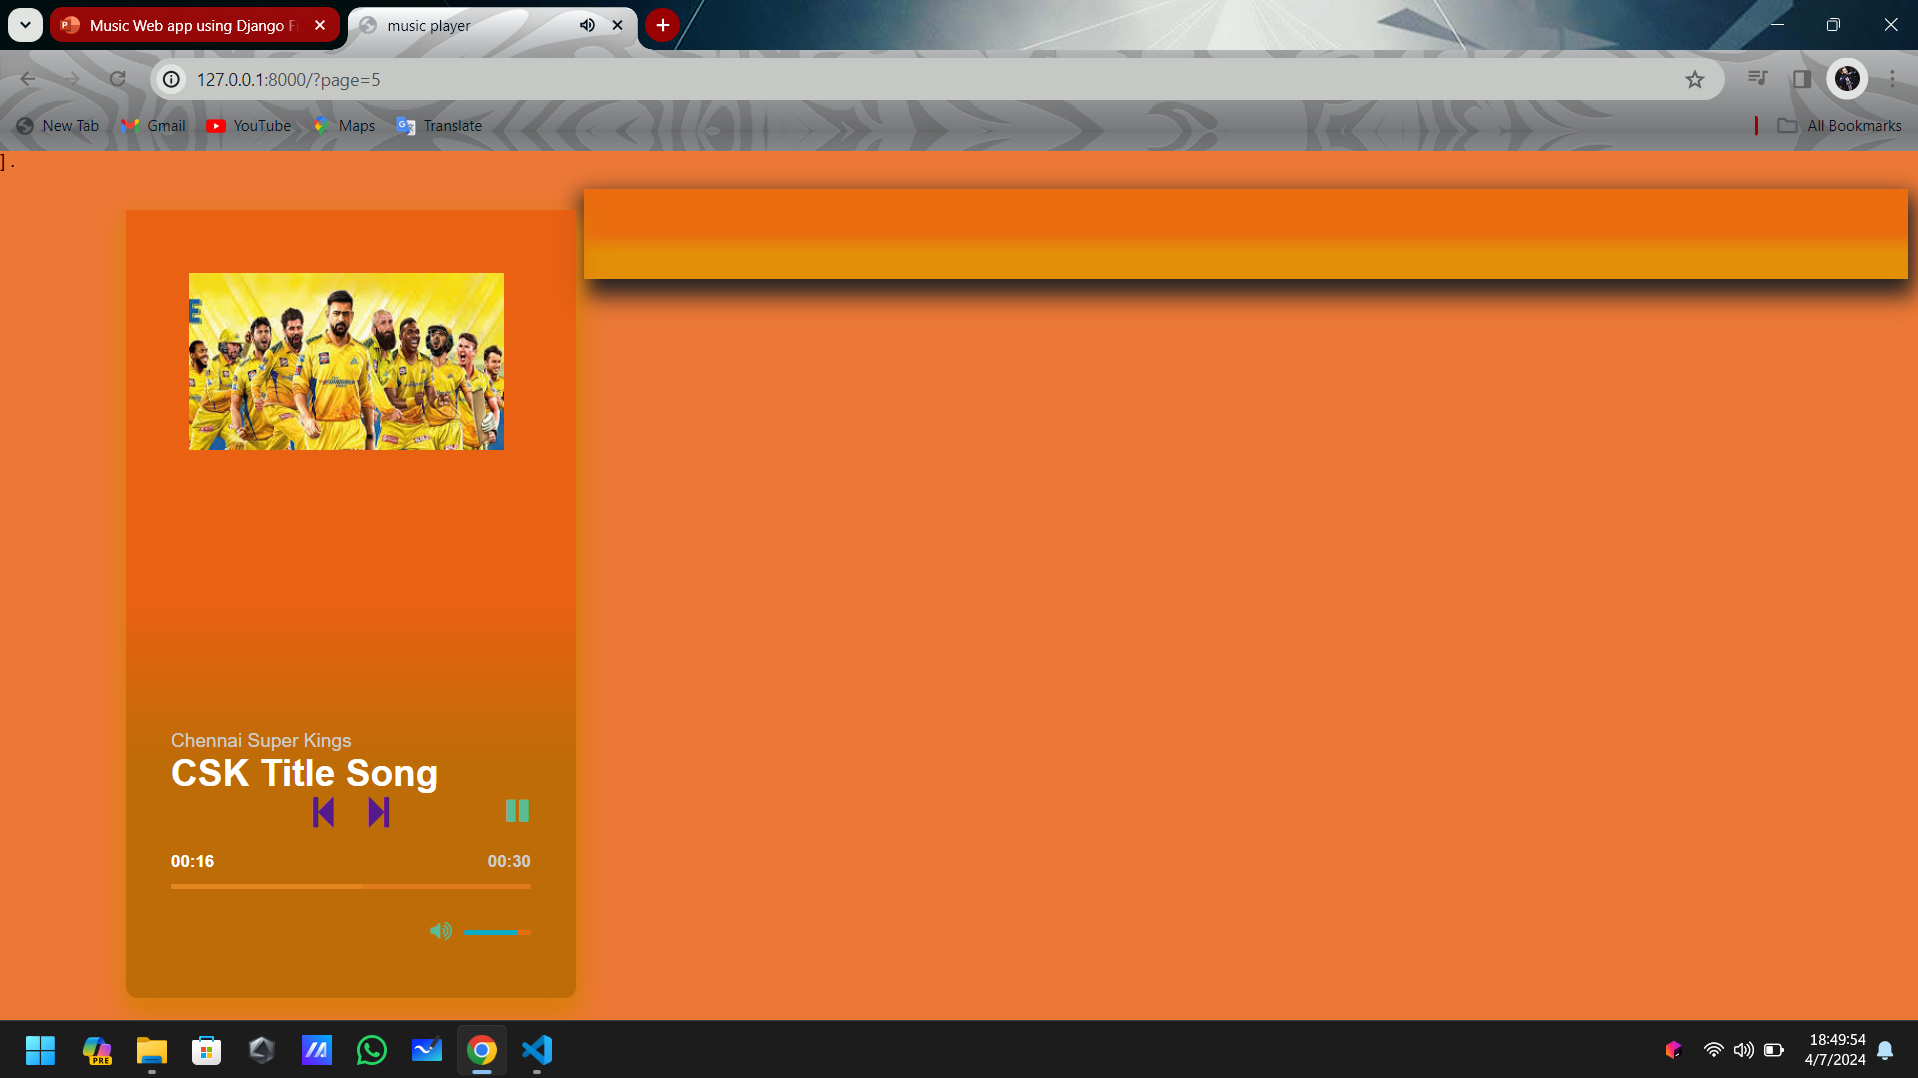 Music Web app using Django Fr
music player
127.0.0.1:8000/?page=5
New Tab
Gmail
YouTube
Maps
Translate
All Bookmarks
] .
E
Chennai Super Kings
CSK Title Song
00:16
00:30
PRE
18:49:54
4/7/2024